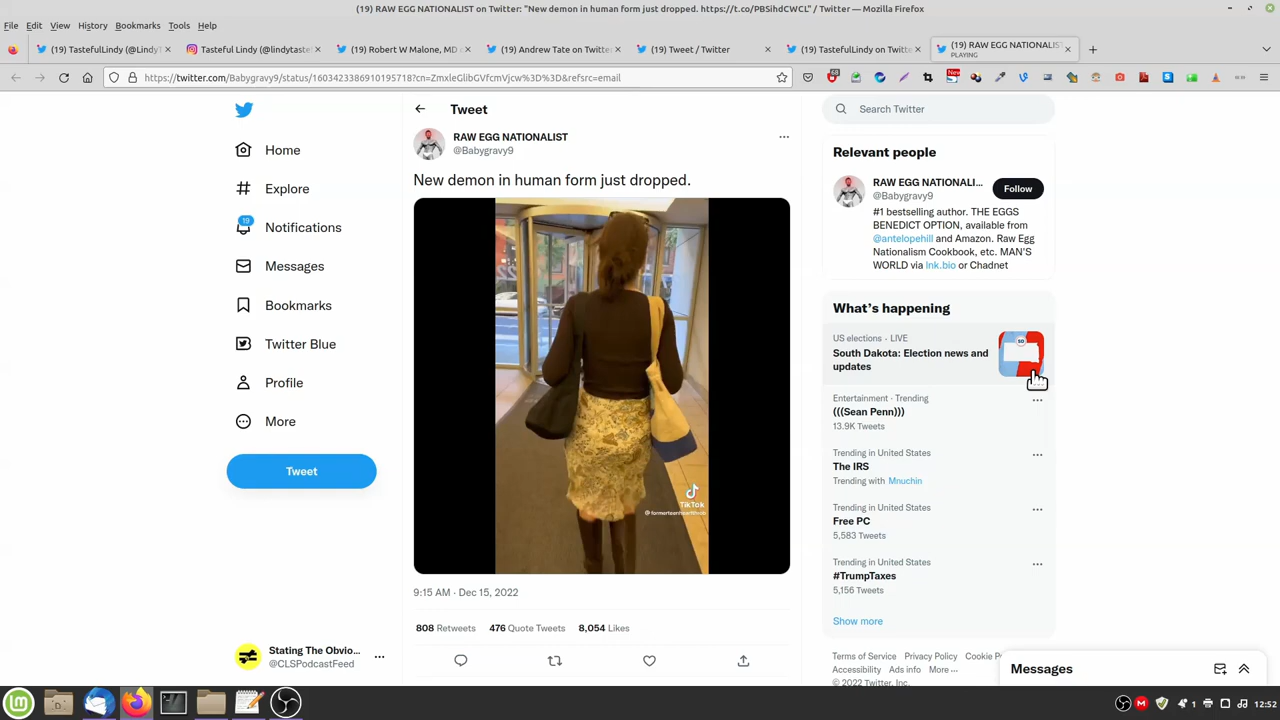 (19) RAW EGG NATIONALIST on Twitter: "New demon in human form just dropped. https://t.co/PBSihdCWCL" / Twitter — Mozilla Firefox
File Edit View History Bookmarks Tools Help
(19) TastefulLindy (@LindyT
Tasteful Lindy (@lindytaste
(19) Robert W Malone, MD
(19) Andrew Tate on Twitte
(19) Tweet / Twitter
(19) TastefulLindy on Twitt
(19) RAW EGG NATIONALIS
PLAYING
https://twitter.com/Babygravy9/status/1603423386910195718?cn=ZmxleGlibGVfcmVjcw%3D%3D&refsrc=email
68
New
Home
Explore
19
Notifications
Messages
Bookmarks
Twitter Blue
Profile
More
Tweet
Stating The Obvio...
@CLSPodcastFeed
Tweet
RAW EGG NATIONALIST
@Babygravy9
New demon in human form just dropped.
TikTok
9:15 AM · Dec 15, 2022
808 Retweets 476 Quote Tweets 8,054 Likes
Search Twitter
Relevant people
RAW EGG NATIONALI...
@Babygravy9
Follow
#1 bestselling author. THE EGGS
BENEDICT OPTION, available from
@antelopehill and Amazon. Raw Egg
Nationalism Cookbook, etc. MAN'S
WORLD via lnk.bio or Chadnet
What's happening
US elections · LIVE
South Dakota: Election news and
updates
SD
Entertainment · Trending
(((Sean Penn)))
13.9K Tweets
Trending in United States
The IRS
Trending with Mnuchin
Trending in United States
Free PC
5,583 Tweets
Trending in United States
#TrumpTaxes
5,156 Tweets
Show more
Terms of Service Privacy Policy Cookie Po
Accessibility Ads info More ...
© 2022 Twitter, Inc.
Messages
1
12:52